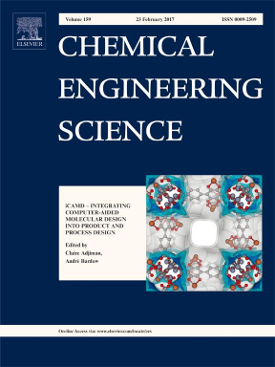 ELSEVIER
Volume 159
23 February 2017
ISSN 0009-2509
CHEMICAL
ENGINEERING
SCIENCE
iCAMD – INTEGRATING
COMPUTER-AIDED
MOLECULAR DESIGN
INTO PRODUCT AND
PROCESS DESIGN
Edited by
Claire Adjiman,
André Bardow
Online Access via www.elsevier.com/locate/ces